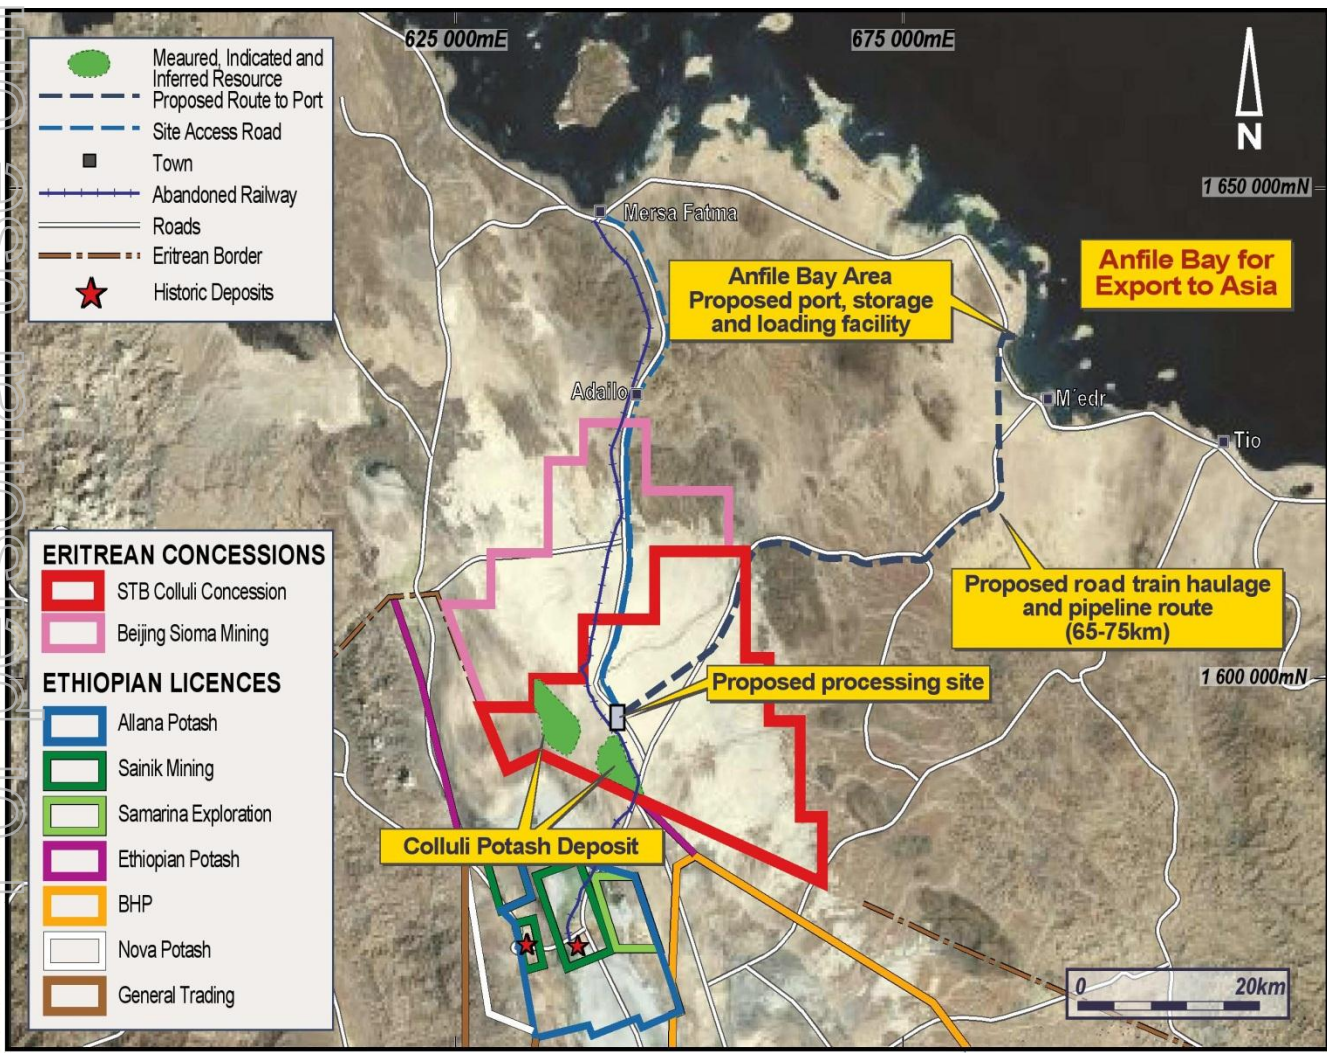 625 000mE
675 000mE
Meaured, Indicated and
Inferred Resource
Proposed Route to Port
Site Access Road
Town
Abandoned Railway
Roads
Eritrean Border
Historic Deposits
N
1 650 000mN
Mersa Fatma
Anfile Bay Area
Proposed port, storage
and loading facility
Anfile Bay for
Export to Asia
Adailo
M'edr
Tio
ERITREAN CONCESSIONS
STB Colluli Concession
Beijing Sioma Mining
ETHIOPIAN LICENCES
Allana Potash
Sainik Mining
Samarina Exploration
Ethiopian Potash
BHP
Nova Potash
General Trading
Proposed road train haulage
and pipeline route
(65-75km)
1 600 000mN
Proposed processing site
Colluli Potash Deposit
0 20km